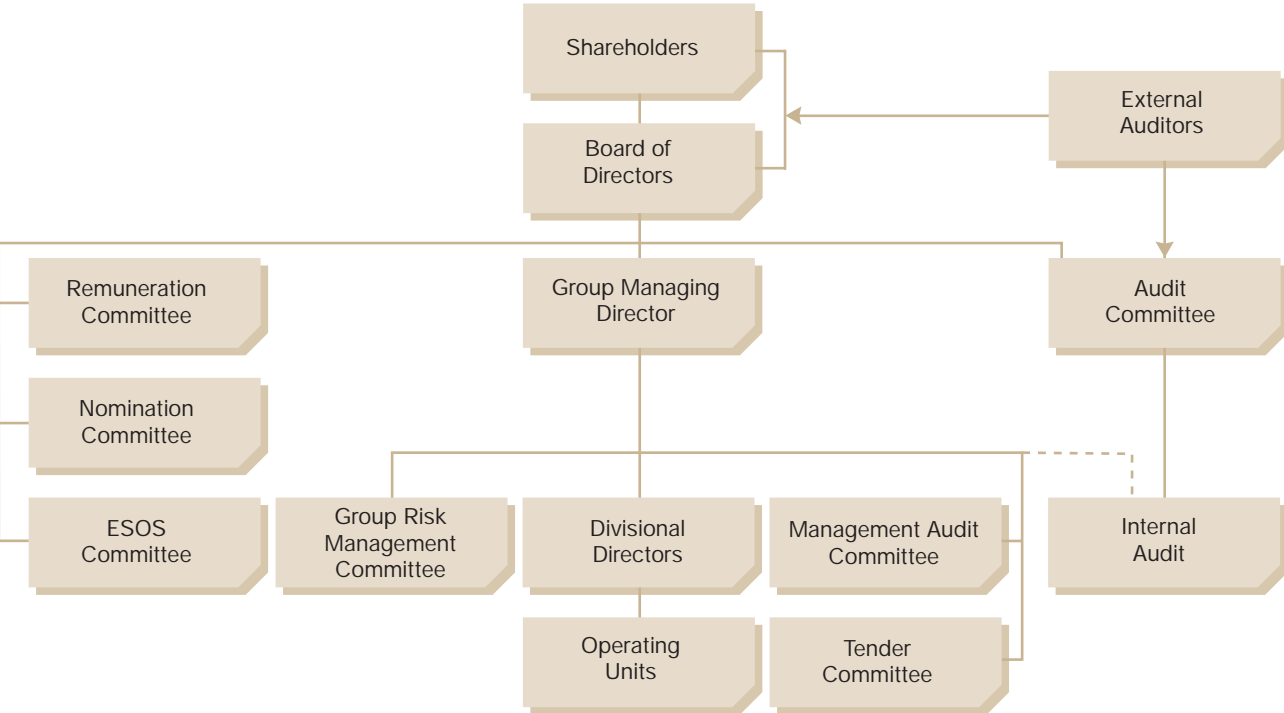 Shareholders
External
Auditors
Board of
Directors
Remuneration
Committee
Group Managing
Director
Audit
Committee
Nomination
Committee
ESOS
Committee
Group Risk
Management
Committee
Divisional
Directors
Management Audit
Committee
Internal
Audit
Operating
Units
Tender
Committee